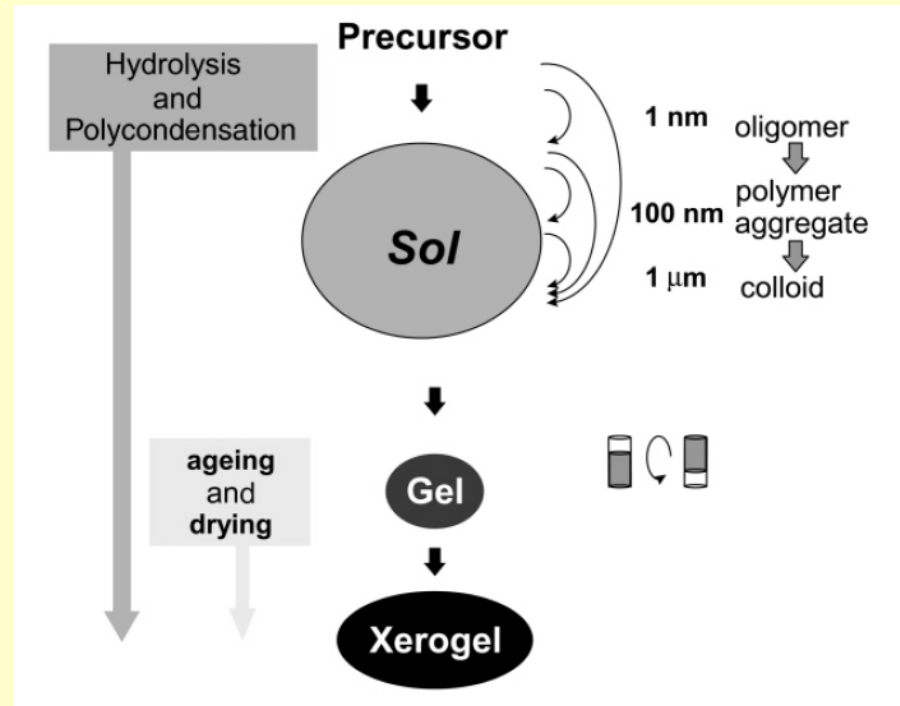 Precursor
Hydrolysis
and
Polycondensation
1 nm
oligomer
polymer
100 nm
aggregate
Sol
1 μm
colloid
ageing
and
drying
Gel
Xerogel